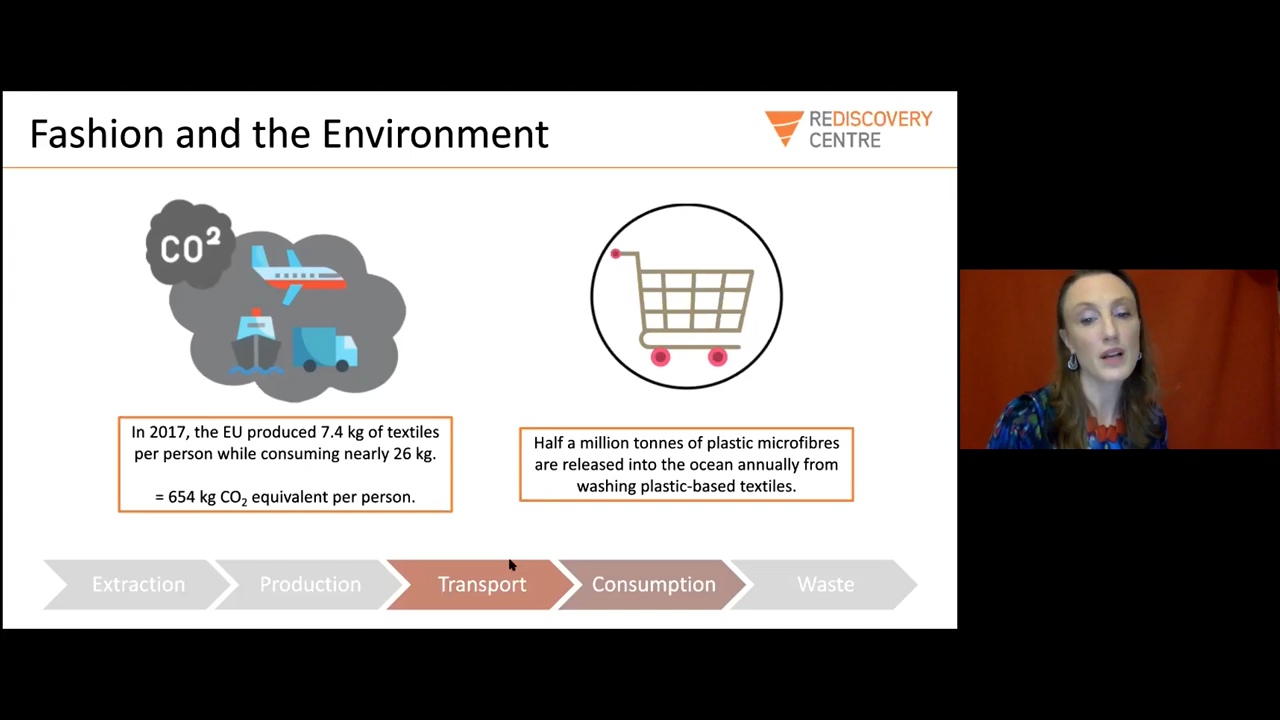 Fashion and the Environment
REDISCOVERY
CENTRE
CO²
In 2017, the EU produced 7.4 kg of textiles
per person while consuming nearly 26 kg.
= 654 kg CO₂ equivalent per person.
Half a million tonnes of plastic microfibres
are released into the ocean annually from
washing plastic-based textiles.
Extraction
Production
Transport
Consumption
Waste